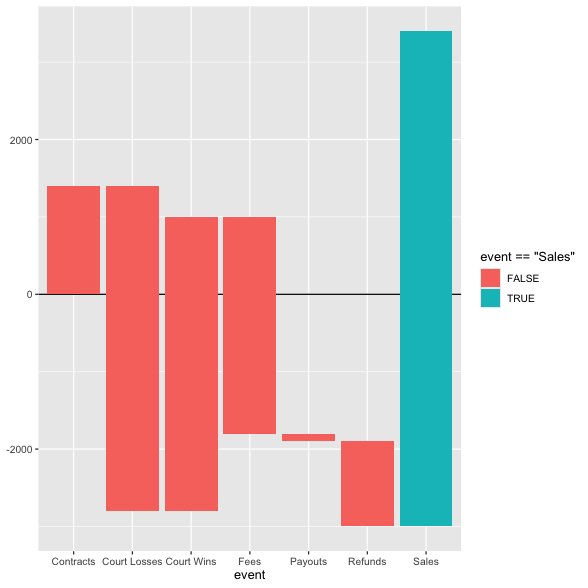 2000
0
-2000
Contracts Court Losses Court Wins Fees Payouts Refunds Sales
event
event == "Sales"
FALSE
TRUE